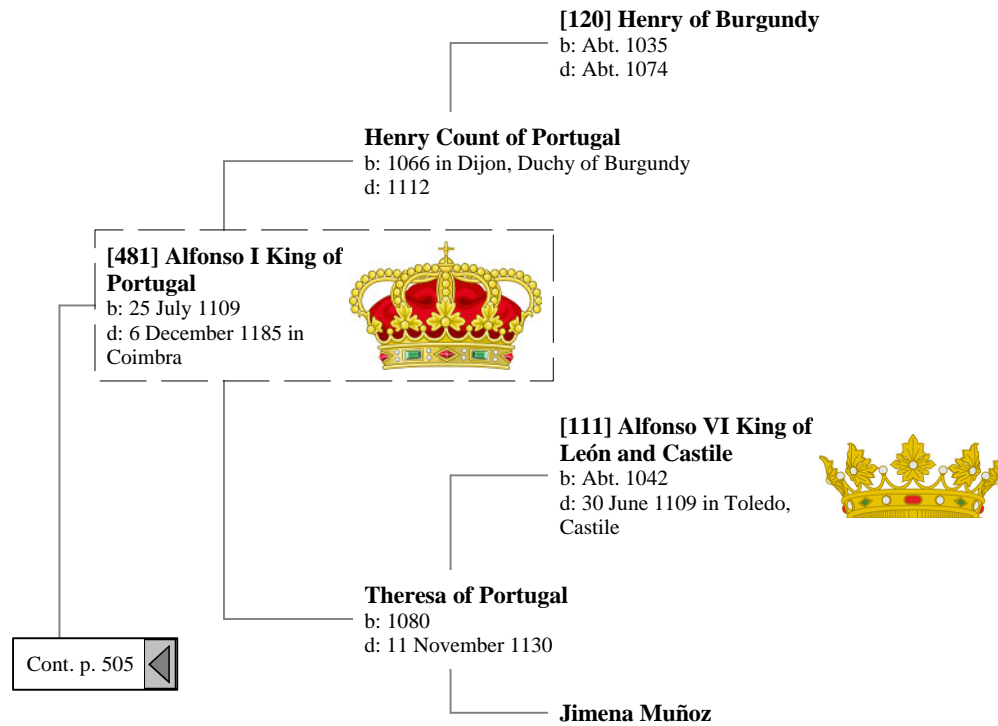 [120] Henry of Burgundy
b: Abt. 1035
d: Abt. 1074
Henry Count of Portugal
b: 1066 in Dijon, Duchy of Burgundy
d: 1112
[481] Alfonso I King of
Portugal
b: 25 July 1109
d: 6 December 1185 in
Coimbra
[111] Alfonso VI King of
León and Castile
b: Abt. 1042
d: 30 June 1109 in Toledo,
Castile
Theresa of Portugal
b: 1080
d: 11 November 1130
Cont. p. 505
Jimena Muñoz